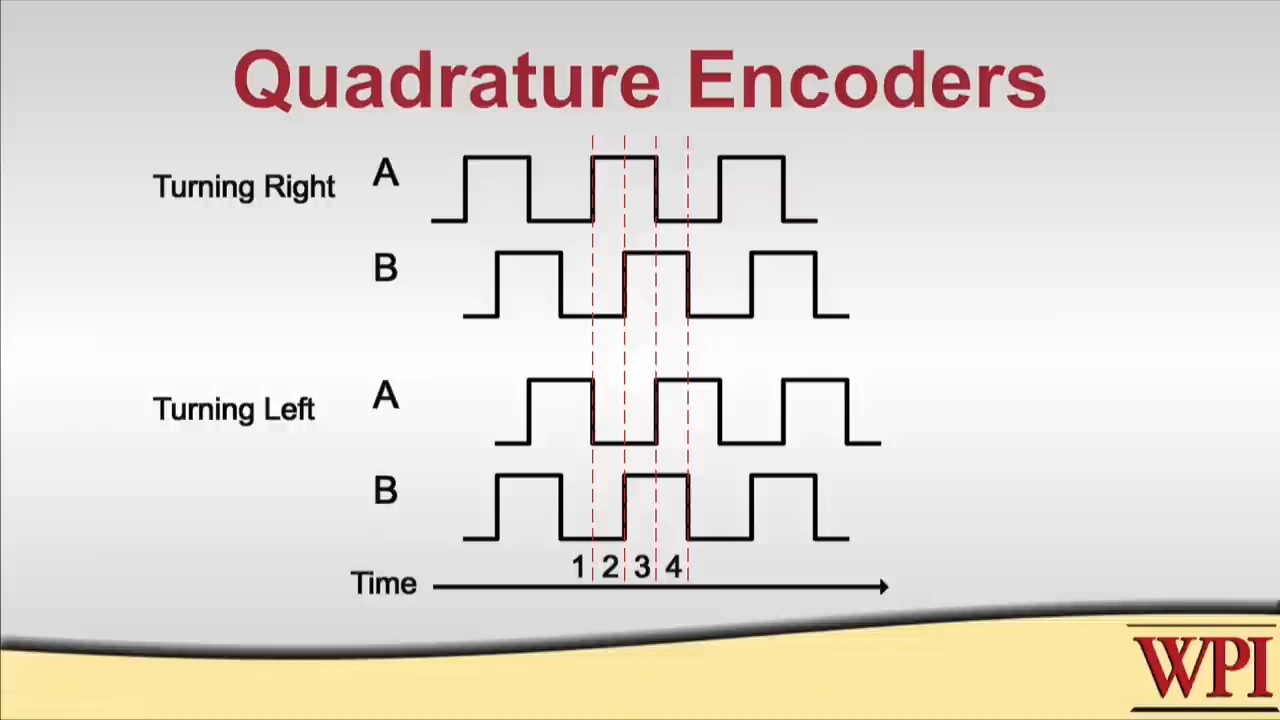 Quadrature Encoders
Turning Right A
B
Turning Left A
B
1 2 3 4
Time
WPI